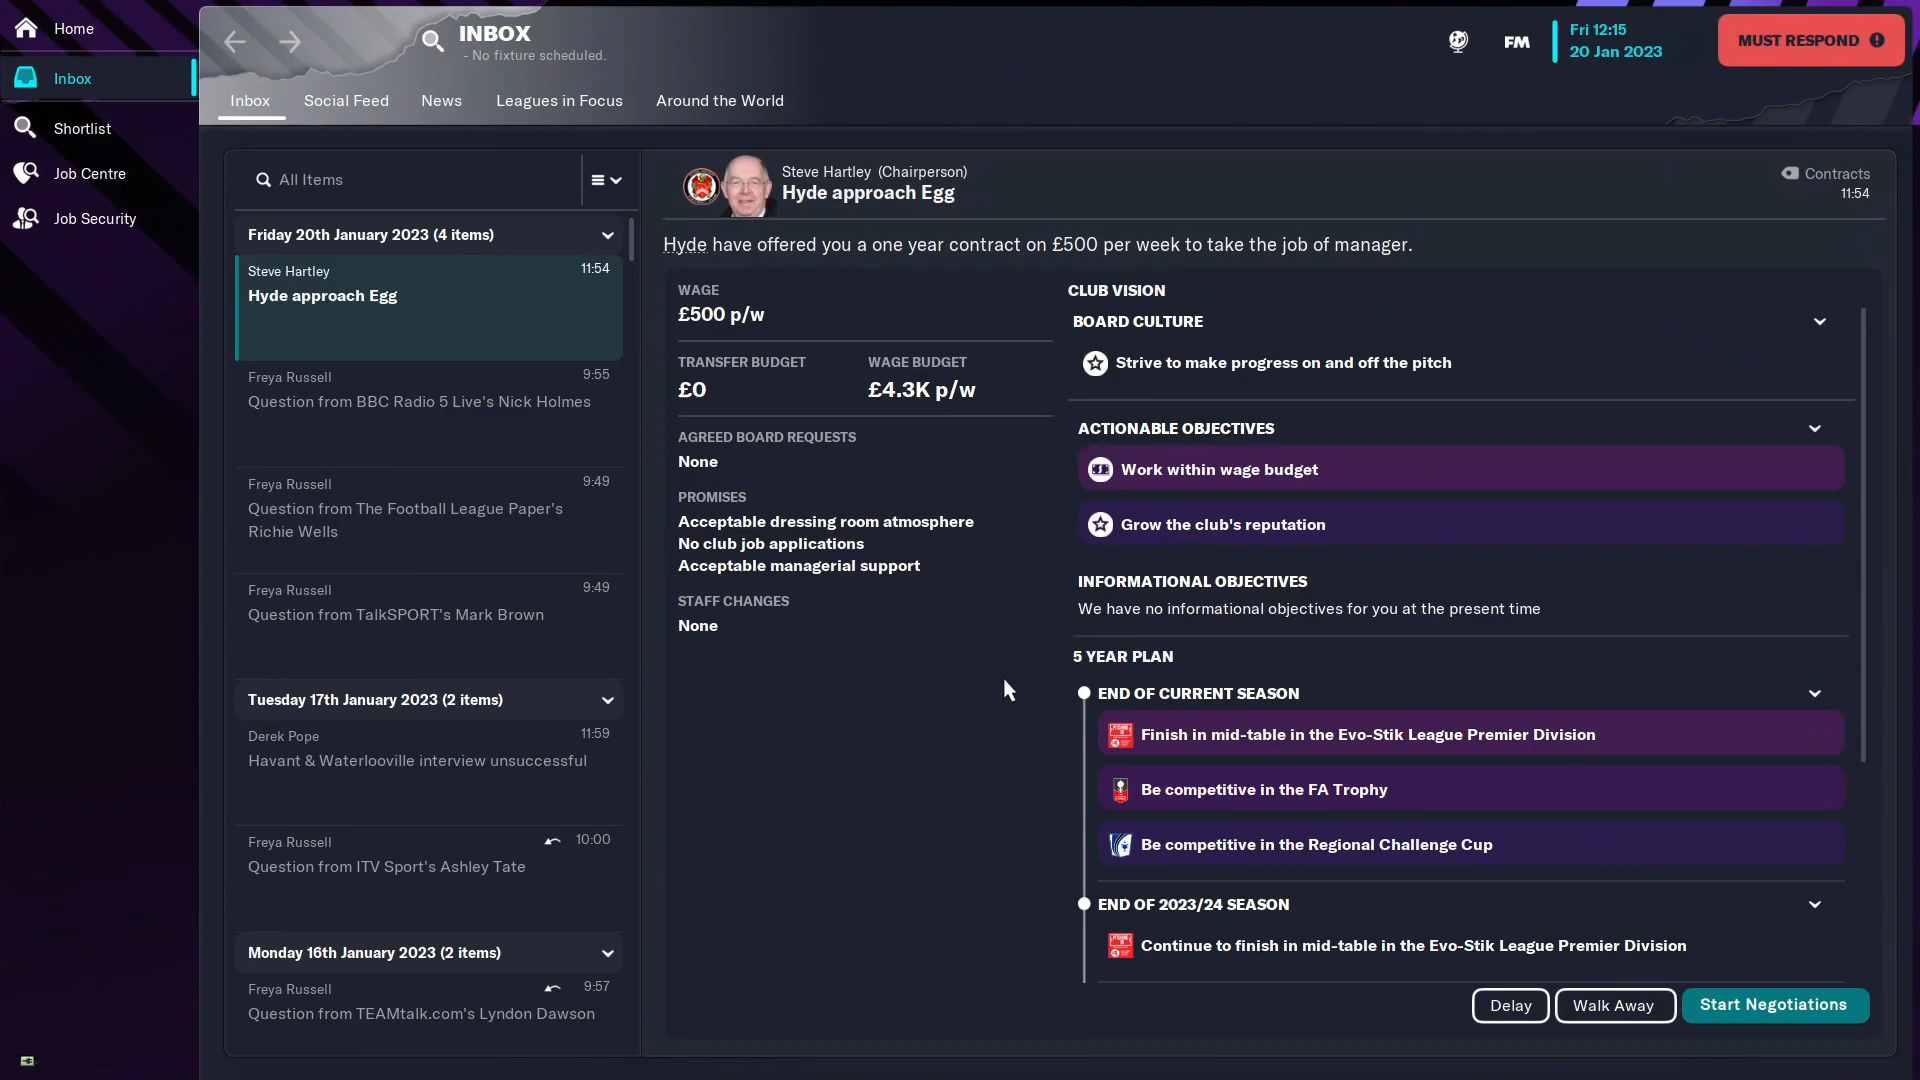 Home
Inbox
Shortlist
Job Centre
Job Security
INBOX
- No fixture scheduled.
FM
Fri 12:15
20 Jan 2023
MUST RESPOND
Inbox
Social Feed
News
Leagues in Focus
Around the World
All Items
Friday 20th January 2023 (4 items)
Steve Hartley 11:54
Hyde approach Egg
Freya Russell 9:55
Question from BBC Radio 5 Live's Nick Holmes
Freya Russell 9:49
Question from The Football League Paper's
Richie Wells
Freya Russell 9:49
Question from TalkSPORT's Mark Brown
Tuesday 17th January 2023 (2 items)
Derek Pope 11:59
Havant & Waterlooville interview unsuccessful
Freya Russell 10:00
Question from ITV Sport's Ashley Tate
Monday 16th January 2023 (2 items)
Freya Russell 9:57
Question from TEAMtalk.com's Lyndon Dawson
Steve Hartley (Chairperson)
Hyde approach Egg
Contracts
11:54
Hyde have offered you a one year contract on £500 per week to take the job of manager.
WAGE
£500 p/w
TRANSFER BUDGET WAGE BUDGET
£0 £4.3K p/w
AGREED BOARD REQUESTS
None
PROMISES
Acceptable dressing room atmosphere
No club job applications
Acceptable managerial support
STAFF CHANGES
None
CLUB VISION
BOARD CULTURE
Strive to make progress on and off the pitch
ACTIONABLE OBJECTIVES
Work within wage budget
Grow the club's reputation
INFORMATIONAL OBJECTIVES
We have no informational objectives for you at the present time
5 YEAR PLAN
END OF CURRENT SEASON
Finish in mid-table in the Evo-Stik League Premier Division
Be competitive in the FA Trophy
Be competitive in the Regional Challenge Cup
END OF 2023/24 SEASON
Continue to finish in mid-table in the Evo-Stik League Premier Division
Delay
Walk Away
Start Negotiations